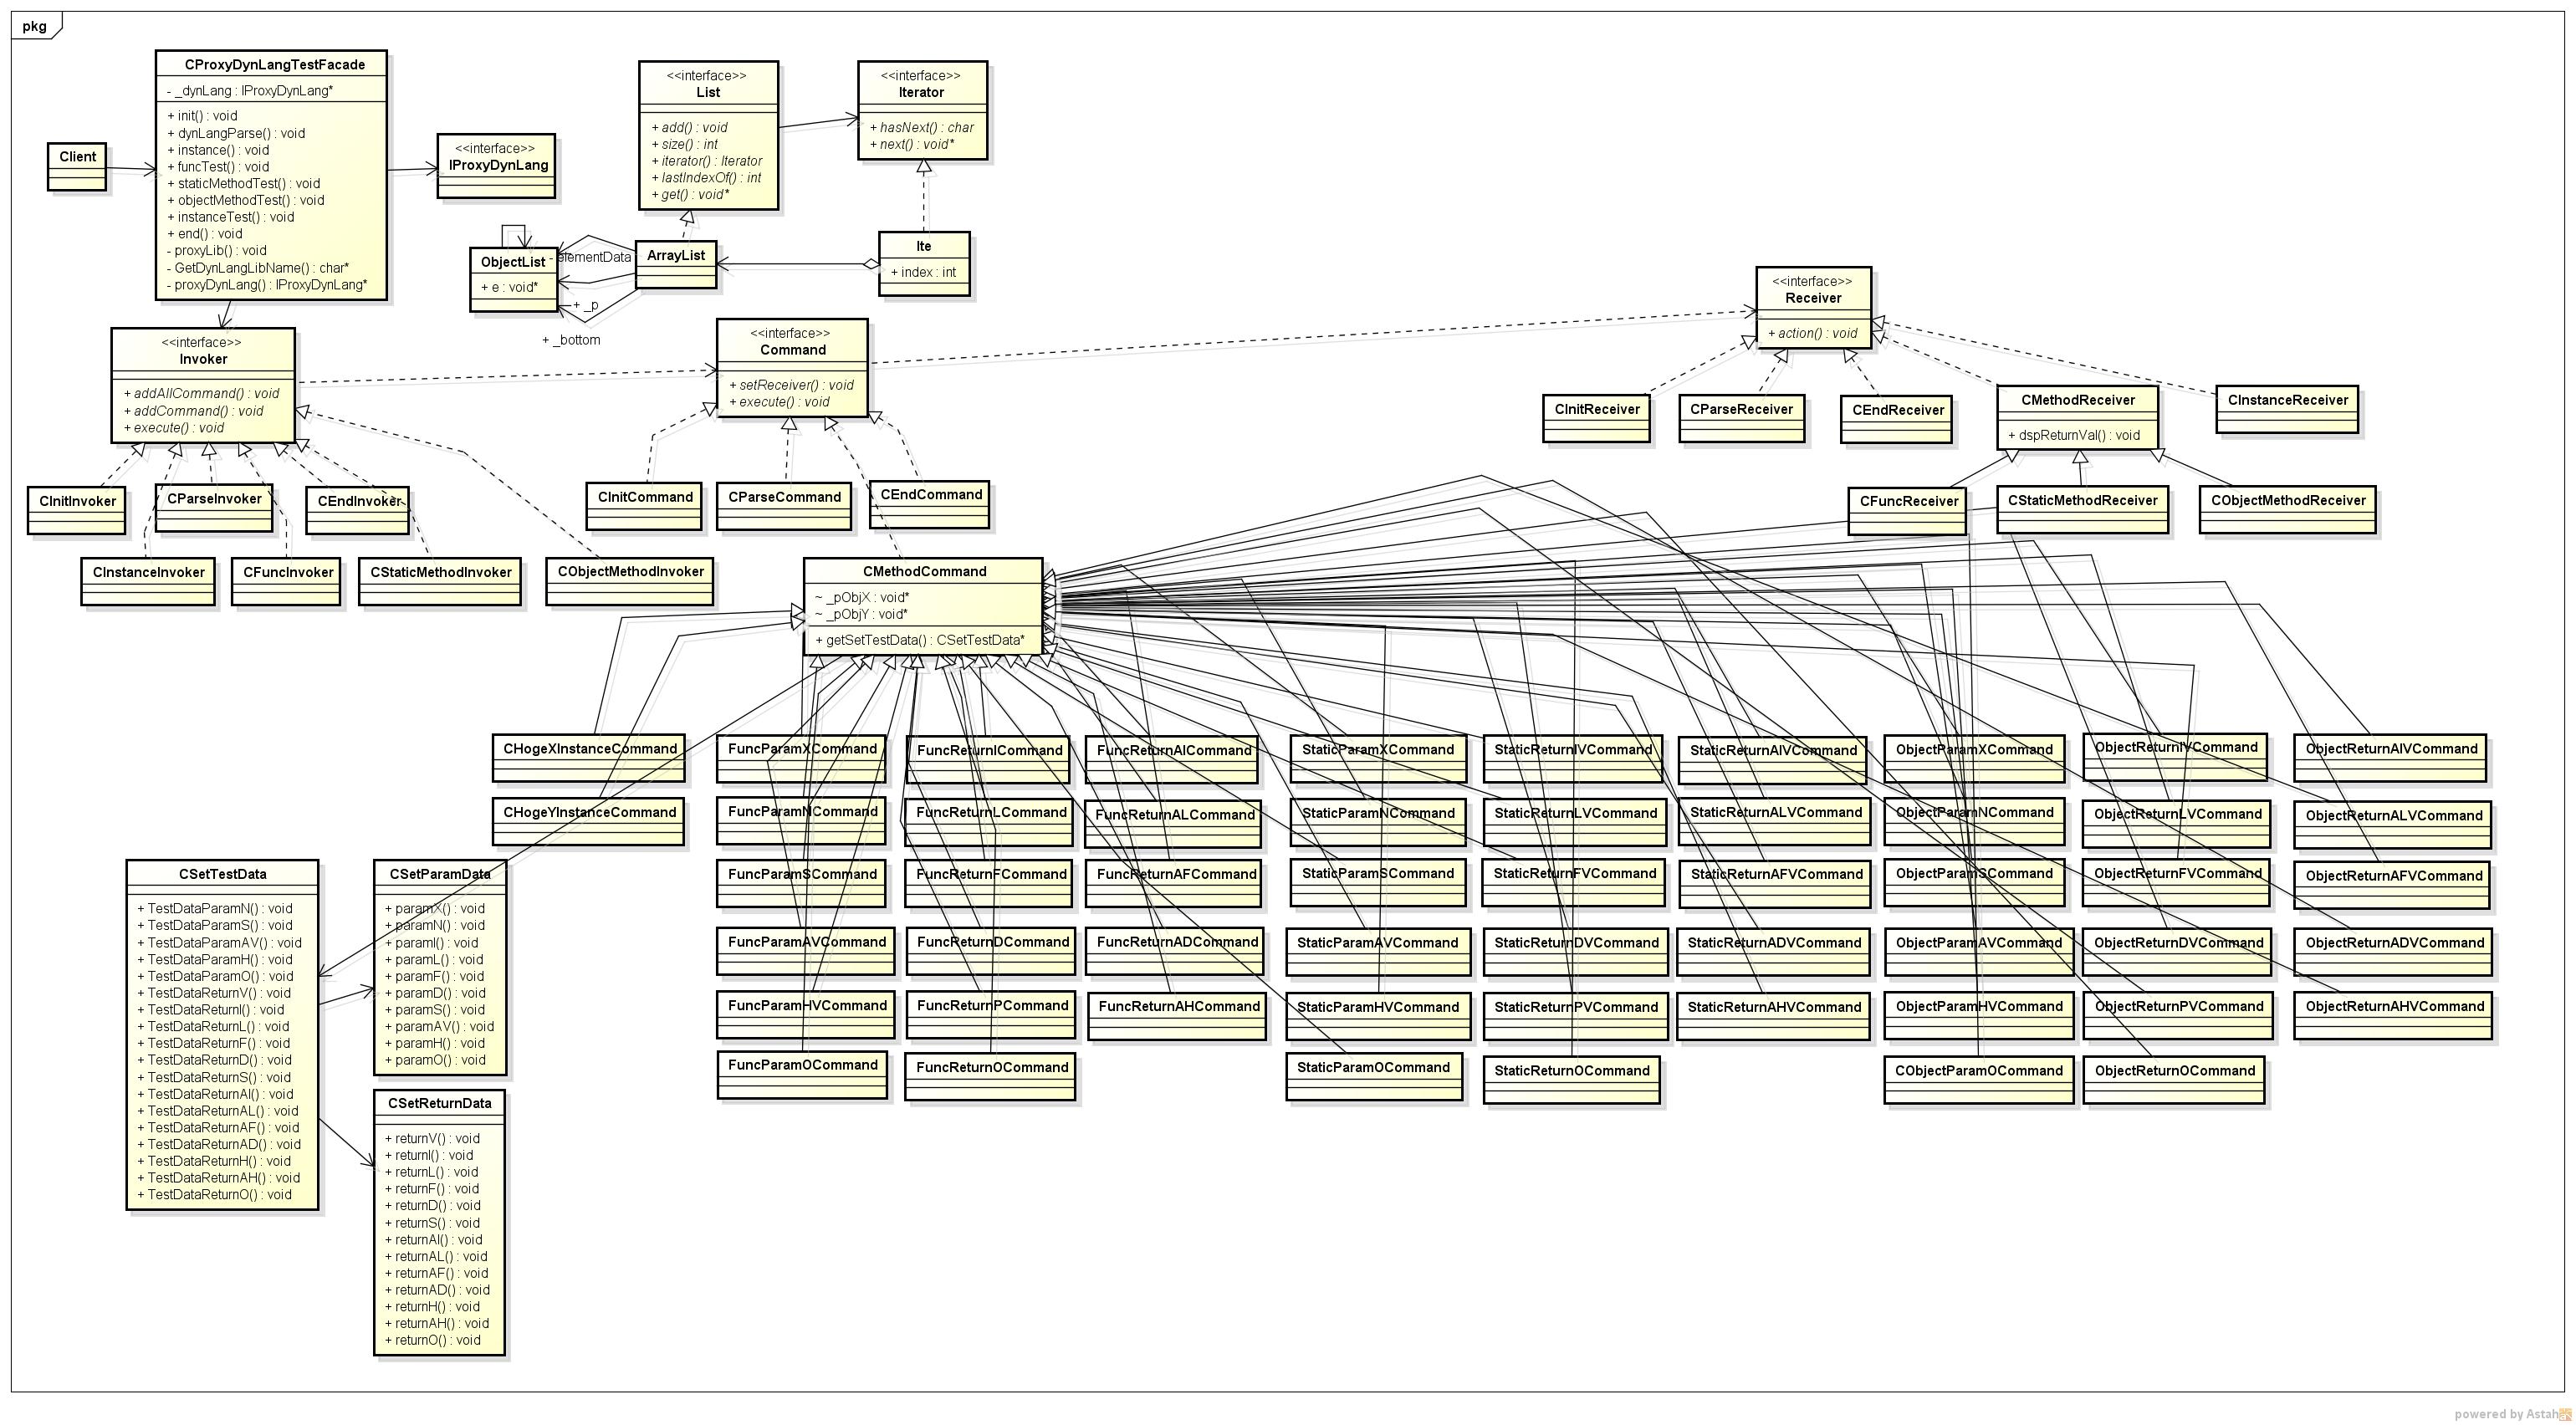 pkg
CProxyDynLangTestFacade
- _dynLang : IProxyDynLang*
+ init() : void
+ dynLangParse() : void
+ instance() : void
+ funcTest() : void
+ staticMethodTest() : void
+ objectMethodTest() : void
+ instanceTest() : void
+ end() : void
- proxyLib() : void
- GetDynLangLibName() : char*
- proxyDynLang() : IProxyDynLang*
Client
<<interface>>
IProxyDynLang
<<interface>>
List
+ add() : void
+ size() : int
+ iterator() : Iterator
+ lastIndexOf() : int
+ get() : void*
<<interface>>
Iterator
+ hasNext() : char
+ next() : void*
ObjectList
+ e : void*
- elementData
+ _p
+ _bottom
ArrayList
Ite
+ index : int
<<interface>>
Receiver
+ action() : void
<<interface>>
Invoker
+ addAllCommand() : void
+ addCommand() : void
+ execute() : void
<<interface>>
Command
+ setReceiver() : void
+ execute() : void
CInitReceiver
CParseReceiver
CEndReceiver
CMethodReceiver
+ dspReturnVal() : void
CInstanceReceiver
CInitInvoker
CParseInvoker
CEndInvoker
CInitCommand
CParseCommand
CEndCommand
CFuncReceiver
CStaticMethodReceiver
CObjectMethodReceiver
CInstanceInvoker
CFuncInvoker
CStaticMethodInvoker
CObjectMethodInvoker
CMethodCommand
~ _pObjX : void*
~ _pObjY : void*
+ getSetTestData() : CSetTestData*
CHogeXInstanceCommand
FuncParamXCommand
FuncReturnICommand
FuncReturnAICommand
StaticParamXCommand
StaticReturnIVCommand
StaticReturnAIVCommand
ObjectParamXCommand
ObjectReturnIVCommand
ObjectReturnAIVCommand
CHogeYInstanceCommand
FuncParamNCommand
FuncReturnLCommand
FuncReturnALCommand
StaticParamNCommand
StaticReturnLVCommand
StaticReturnALVCommand
ObjectParamNCommand
ObjectReturnLVCommand
ObjectReturnALVCommand
FuncParamSCommand
FuncReturnFCommand
FuncReturnAFCommand
StaticParamSCommand
StaticReturnFVCommand
StaticReturnAFVCommand
ObjectParamSCommand
ObjectReturnFVCommand
ObjectReturnAFVCommand
FuncParamAVCommand
FuncReturnDCommand
FuncReturnADCommand
StaticParamAVCommand
StaticReturnDVCommand
StaticReturnADVCommand
ObjectParamAVCommand
ObjectReturnDVCommand
ObjectReturnADVCommand
FuncParamHVCommand
FuncReturnPCommand
FuncReturnAHCommand
StaticParamHVCommand
StaticReturnPVCommand
StaticReturnAHVCommand
ObjectParamHVCommand
ObjectReturnPVCommand
ObjectReturnAHVCommand
FuncParamOCommand
FuncReturnOCommand
StaticParamOCommand
StaticReturnOCommand
CObjectParamOCommand
ObjectReturnOCommand
CSetTestData
+ TestDataParamN() : void
+ TestDataParamS() : void
+ TestDataParamAV() : void
+ TestDataParamH() : void
+ TestDataParamO() : void
+ TestDataReturnV() : void
+ TestDataReturnI() : void
+ TestDataReturnL() : void
+ TestDataReturnF() : void
+ TestDataReturnD() : void
+ TestDataReturnS() : void
+ TestDataReturnAI() : void
+ TestDataReturnAL() : void
+ TestDataReturnAF() : void
+ TestDataReturnAD() : void
+ TestDataReturnH() : void
+ TestDataReturnAH() : void
+ TestDataReturnO() : void
CSetParamData
+ paramX() : void
+ paramN() : void
+ paramI() : void
+ paramL() : void
+ paramF() : void
+ paramD() : void
+ paramS() : void
+ paramAV() : void
+ paramH() : void
+ paramO() : void
CSetReturnData
+ returnV() : void
+ returnI() : void
+ returnL() : void
+ returnF() : void
+ returnD() : void
+ returnS() : void
+ returnAI() : void
+ returnAL() : void
+ returnAF() : void
+ returnAD() : void
+ returnH() : void
+ returnAH() : void
+ returnO() : void
powered by Astah